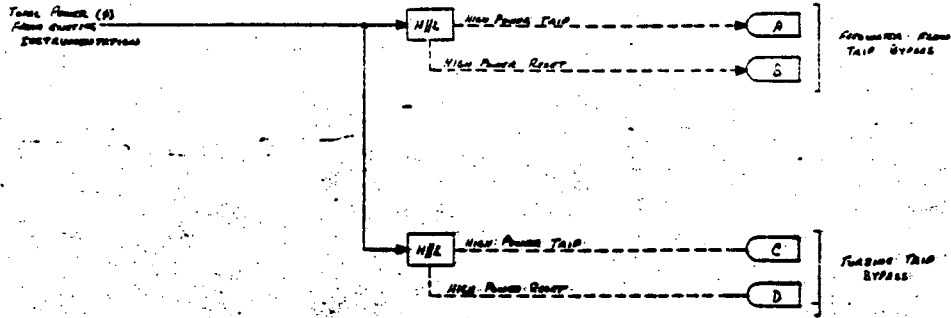 TOTAL POWER (φ)
FROM EXISTING
INSTRUMENTATION
H//L
HIGH POWER TRIP
A
HIGH POWER RESET
B
FEEDWATER PUMP
TRIP BYPASS
H//L
HIGH POWER TRIP
C
HIGH POWER RESET
D
TURBINE TRIP
BYPASS